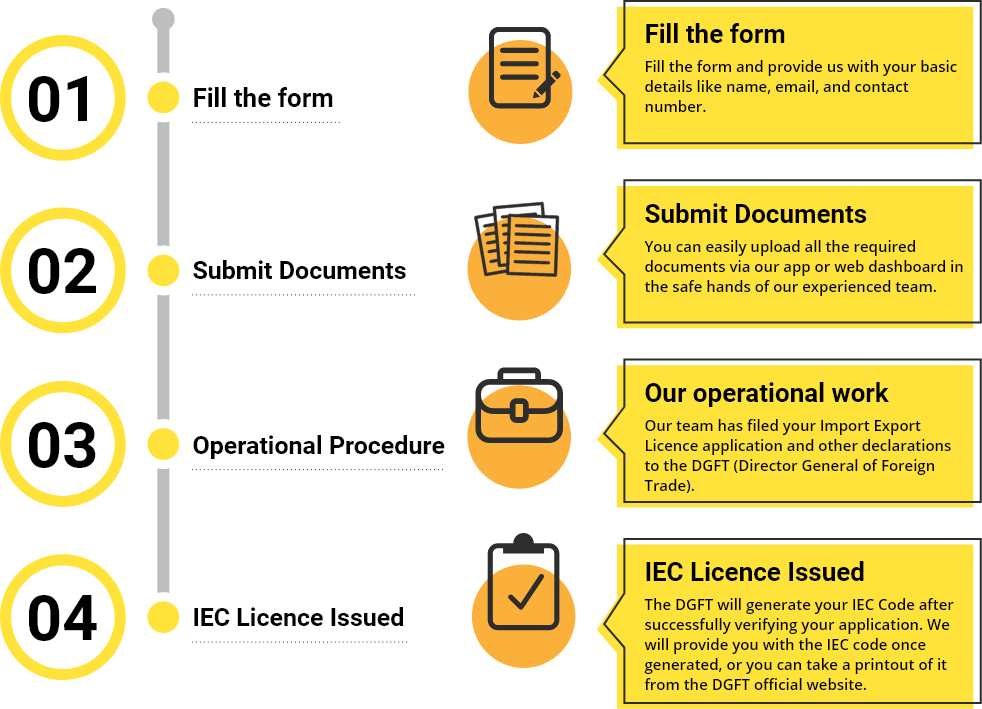 01
Fill the form
Fill the form
Fill the form and provide us with your basic
details like name, email, and contact
number.
02
Submit Documents
Submit Documents
You can easily upload all the required
documents via our app or web dashboard in
the safe hands of our experienced team.
03
Operational Procedure
Our operational work
Our team has filed your Import Export
Licence application and other declarations
to the DGFT (Director General of Foreign
Trade).
04
IEC Licence Issued
IEC Licence Issued
The DGFT will generate your IEC Code after
successfully verifying your application. We
will provide you with the IEC code once
generated, or you can take a printout of it
from the DGFT official website.